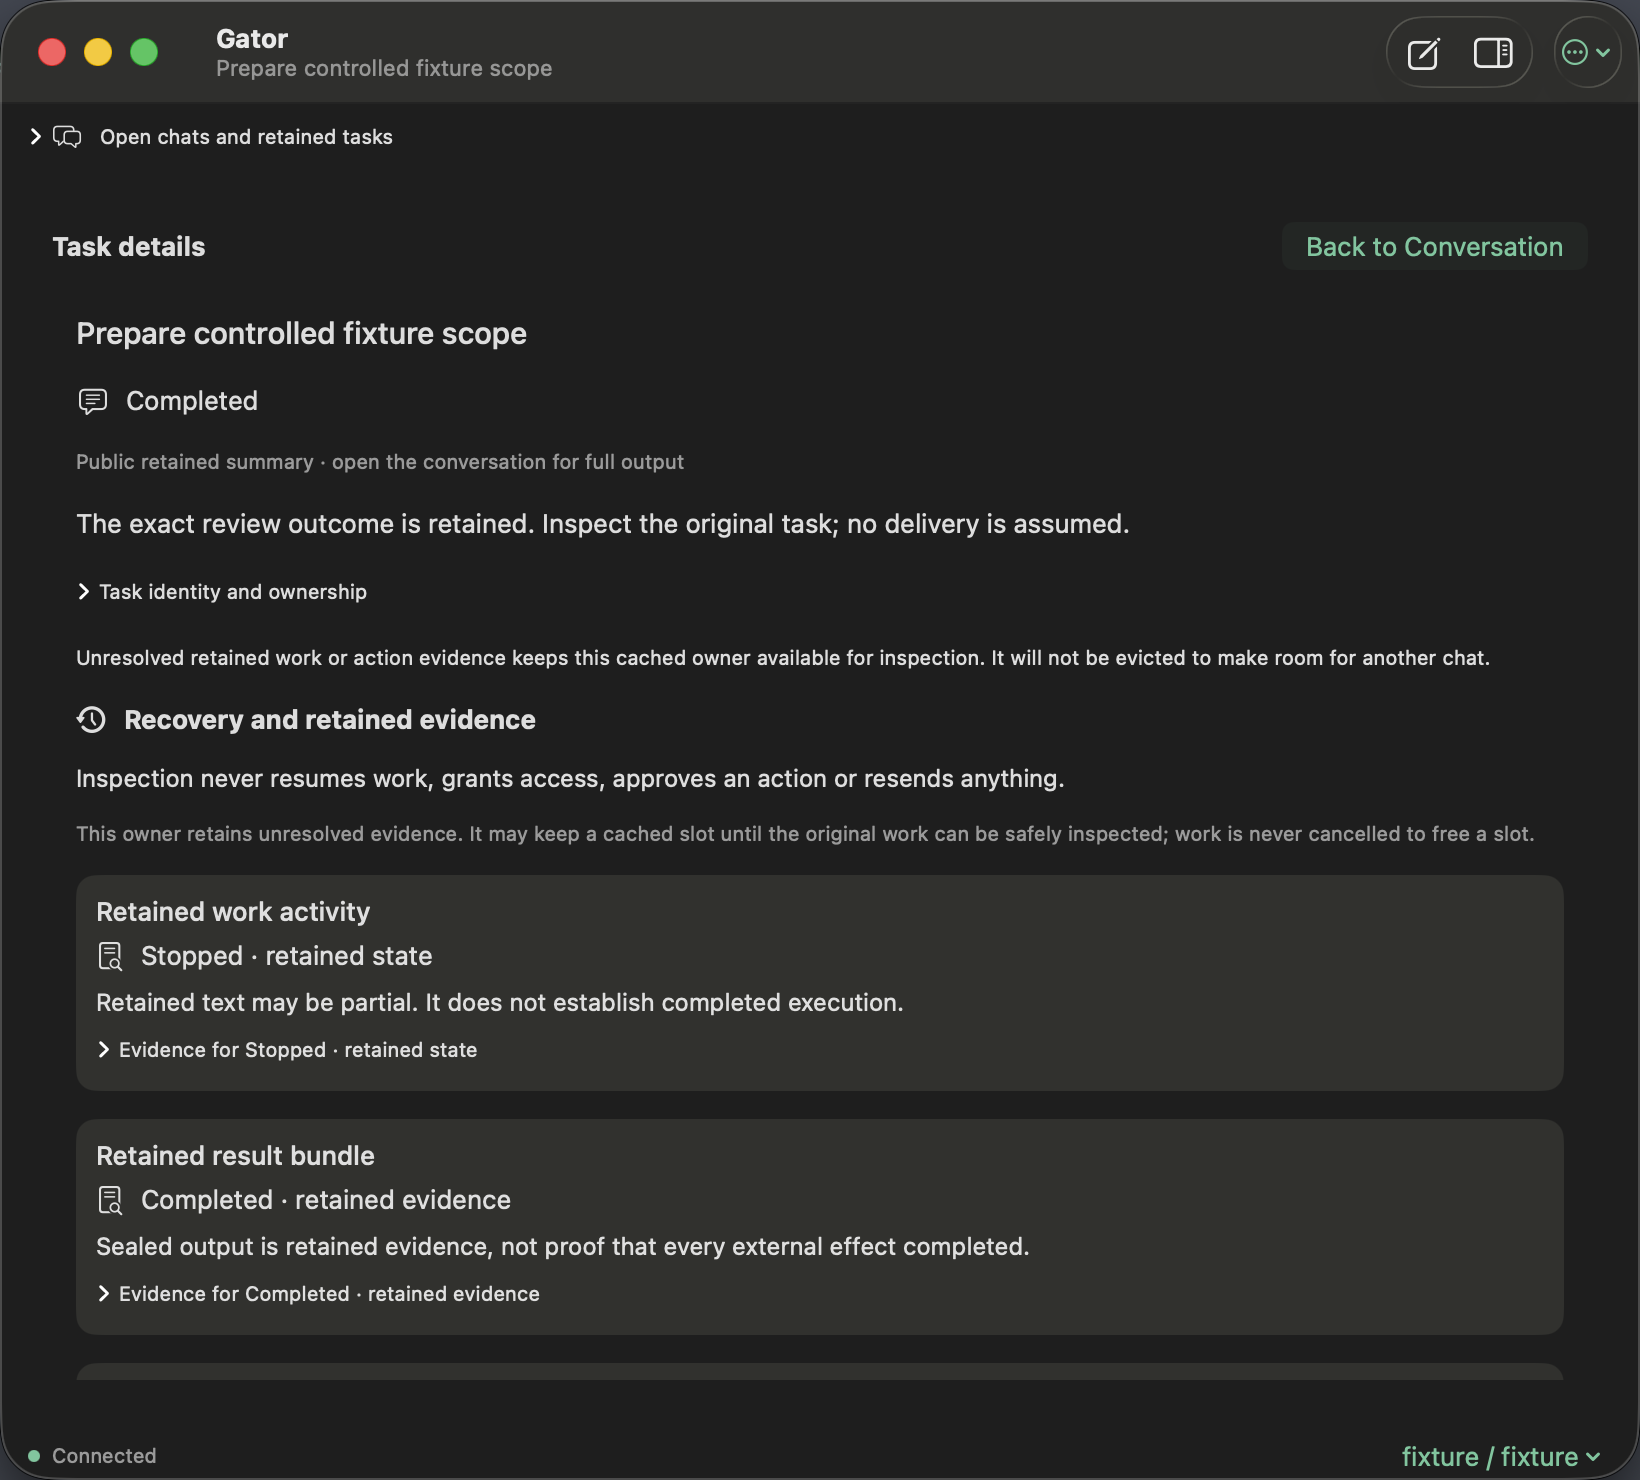 Gator
Prepare controlled fixture scope
Open chats and retained tasks
Task details
Back to Conversation
Prepare controlled fixture scope
Completed
Public retained summary · open the conversation for full output
The exact review outcome is retained. Inspect the original task; no delivery is assumed.
Task identity and ownership
Unresolved retained work or action evidence keeps this cached owner available for inspection. It will not be evicted to make room for another chat.
Recovery and retained evidence
Inspection never resumes work, grants access, approves an action or resends anything.
This owner retains unresolved evidence. It may keep a cached slot until the original work can be safely inspected; work is never cancelled to free a slot.
Retained work activity
Stopped · retained state
Retained text may be partial. It does not establish completed execution.
Evidence for Stopped · retained state
Retained result bundle
Completed · retained evidence
Sealed output is retained evidence, not proof that every external effect completed.
Evidence for Completed · retained evidence
Connected
fixture / fixture